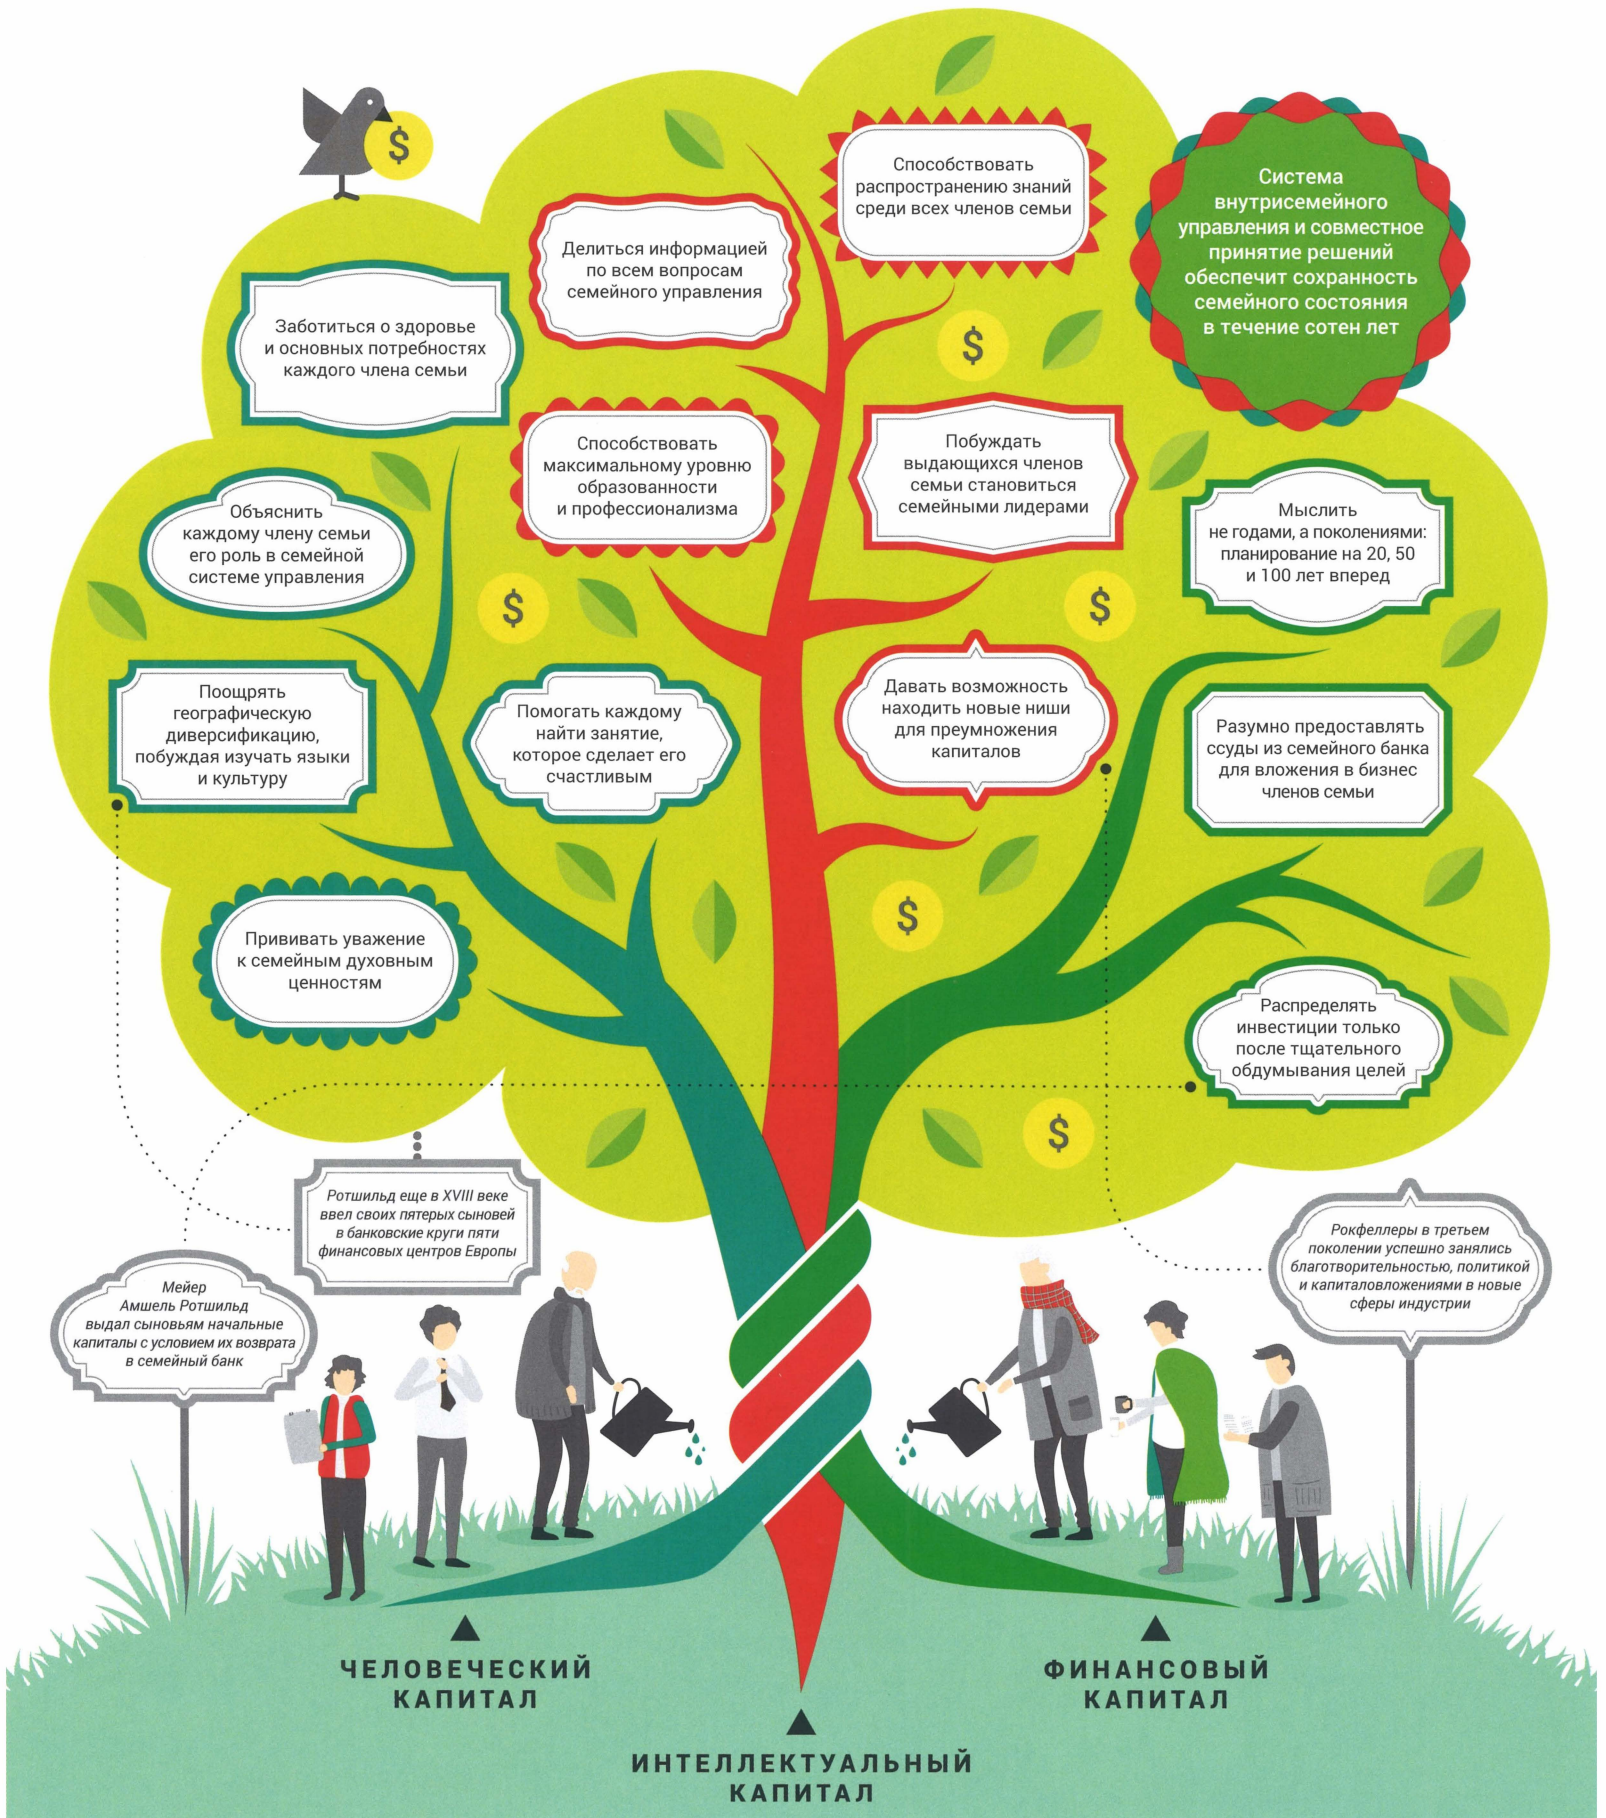 $
Способствовать
распространению знаний
среди всех членов семьи
Система
внутрисемейного
управления и совместное
принятие решений
обеспечит сохранность
семейного состояния
в течение сотен лет
Делиться информацией
по всем вопросам
семейного управления
Заботиться о здоровье
и основных потребностях
каждого члена семьи
$
Способствовать
максимальному уровню
образованности
и профессионализма
Побуждать
выдающихся членов
семьи становиться
семейными лидерами
Объяснить
каждому члену семьи
его роль в семейной
системе управления
Мыслить
не годами, а поколениями:
планирование на 20, 50
и 100 лет вперед
$
$
Поощрять
географическую
диверсификацию,
побуждая изучать языки
и культуру
Помогать каждому
найти занятие,
которое сделает его
счастливым
Давать возможность
находить новые ниши
для преумножения
капиталов
Разумно предоставлять
ссуды из семейного банка
для вложения в бизнес
членов семьи
$
Прививать уважение
к семейным духовным
ценностям
Распределять
инвестиции только
после тщательного
обдумывания целей
$
Ротшильд еще в XVIII веке
ввел своих пятерых сыновей
в банковские круги пяти
финансовых центров Европы
Мейер
Амшель Ротшильд
выдал сыновьям начальные
капиталы с условием их возврата
в семейный банк
Рокфеллеры в третьем
поколении успешно занялись
благотворительностью, политикой
и капиталовложениями в новые
сферы индустрии
ЧЕЛОВЕЧЕСКИЙ
КАПИТАЛ
ФИНАНСОВЫЙ
КАПИТАЛ
ИНТЕЛЛЕКТУАЛЬНЫЙ
КАПИТАЛ